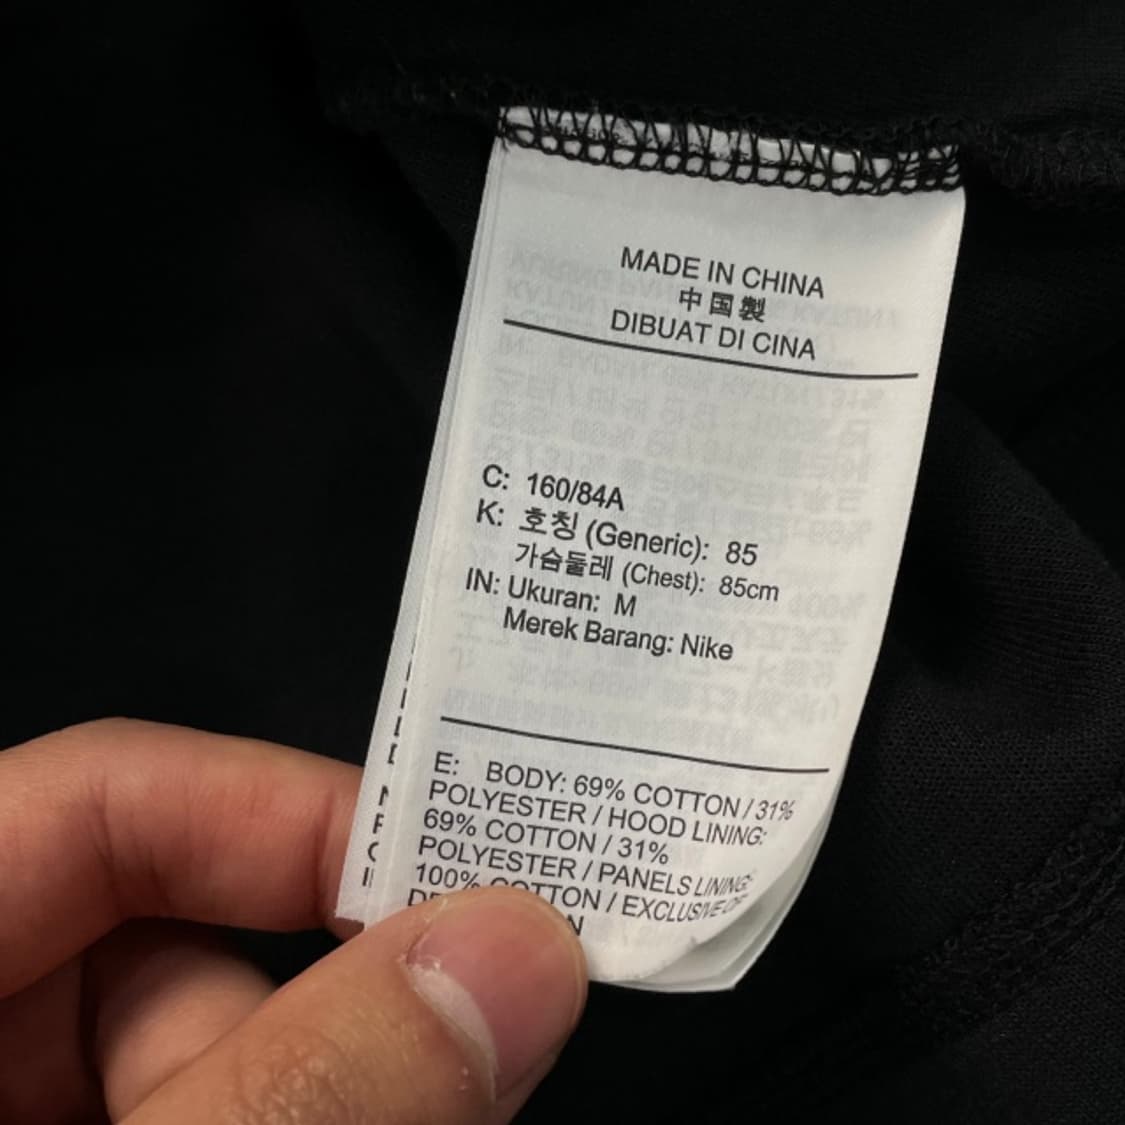 MADE IN CHINA
中国製
DIBUAT DI CINA
C: 160/84A
K: 호칭 (Generic): 85
가슴둘레 (Chest): 85cm
IN: Ukuran: M
Merek Barang: Nike
E: BODY: 69% COTTON / 31%
POLYESTER / HOOD LINING:
69% COTTON / 31%
POLYESTER / PANELS LINING:
100% COTTON / EXCLUSIVE OF